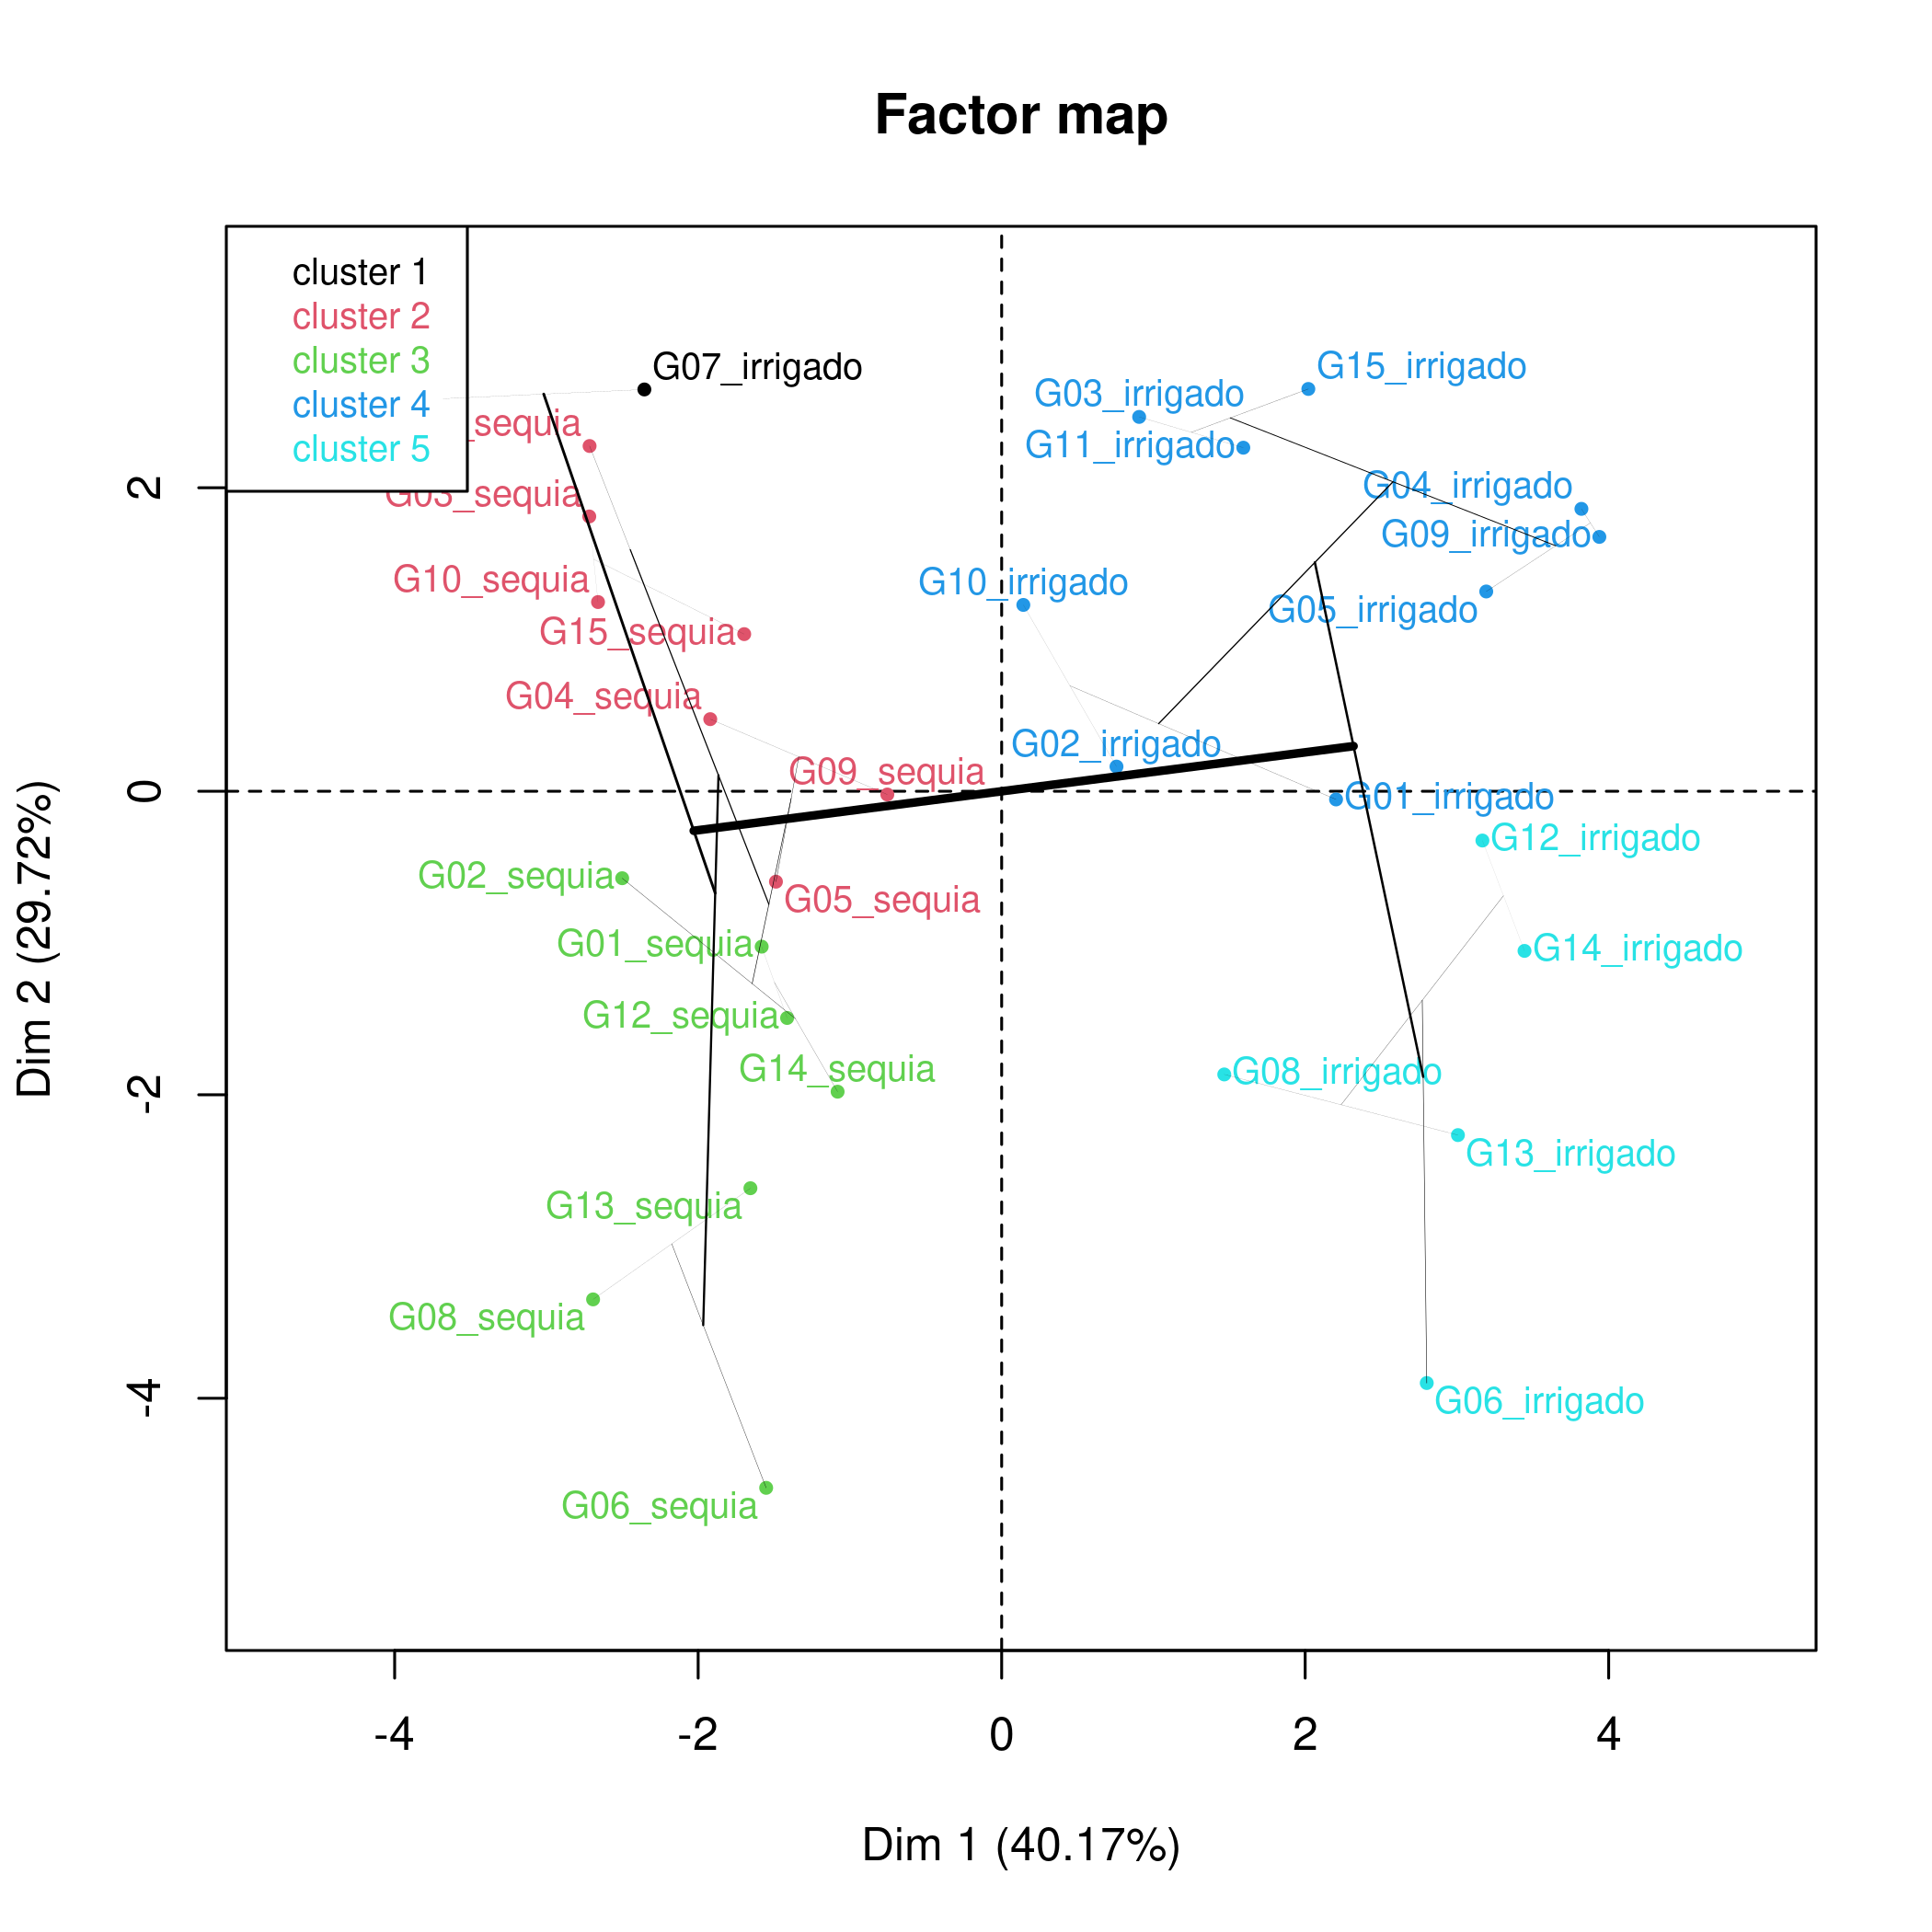 Factor map
cluster 1
cluster 2
cluster 3
cluster 4
cluster 5
G07_irrigado
G15_irrigado
G03_irrigado
_sequia
G11_irrigado
G04_irrigado
G03_sequia
G09_irrigado
G10_sequia
G10_irrigado
G05_irrigado
G15_sequia
G04_sequia
G02_irrigado
G09_sequia
G01_irrigado
G12_irrigado
G02_sequia
G05_sequia
G01_sequia
G14_irrigado
G12_sequia
G14_sequia
G08_irrigado
G13_irrigado
G13_sequia
G08_sequia
G06_irrigado
G06_sequia
2
0
-2
-4
Dim 2 (29.72%)
-4
-2
0
2
4
Dim 1 (40.17%)